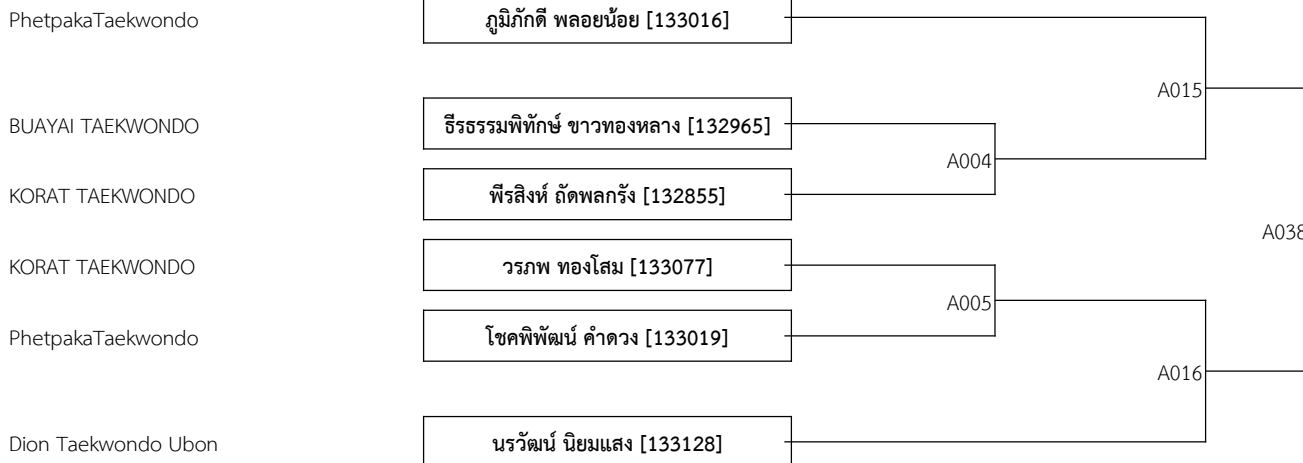 PhetpakaTaekwondo ภูมิภักดี พลอยน้อย [133016]
A015
BUAYAI TAEKWONDO ธีรธรรมพิทักษ์ ขาวทองหลาง [132965]
A004
KORAT TAEKWONDO พีรสิงห์ ถัดพลกรัง [132855]
A038
KORAT TAEKWONDO วรภพ ทองโสม [133077]
A005
PhetpakaTaekwondo โชคพิพัฒน์ คำดวง [133019]
A016
Dion Taekwondo Ubon นรวัฒน์ นิยมแสง [133128]